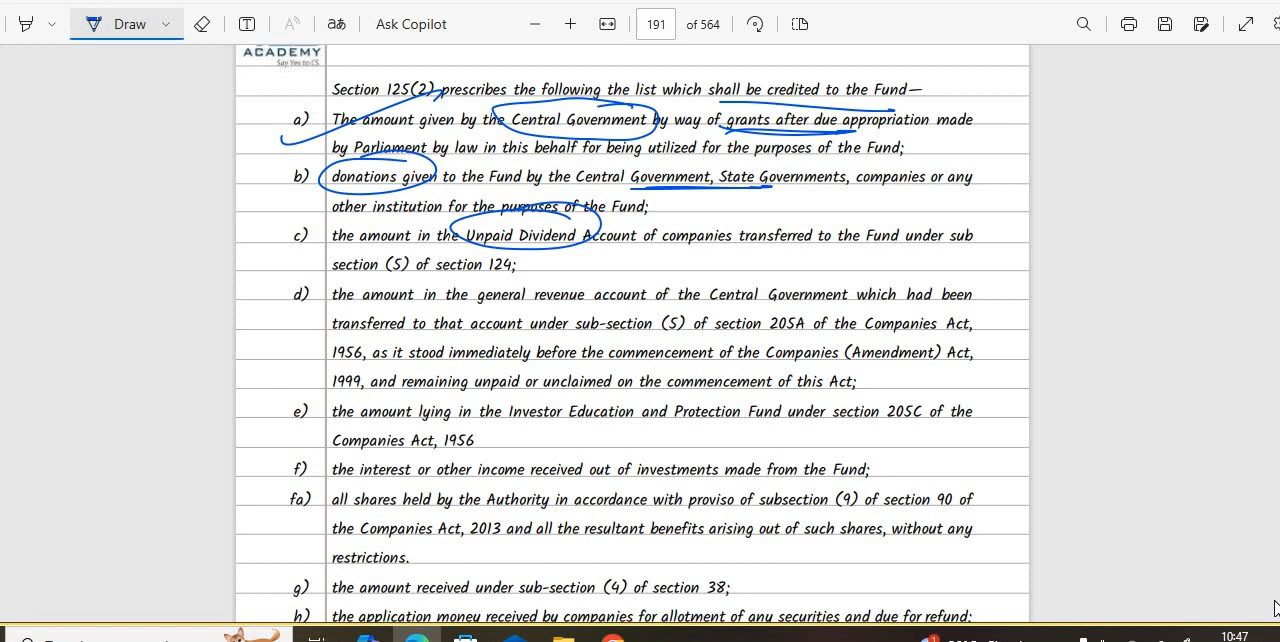 Draw
aあ
Ask Copilot
191 of 564
ACADEMY
Say Yes to CS
Section 125(2) prescribes the following the list which shall be credited to the Fund—
a) The amount given by the Central Government by way of grants after due appropriation made
by Parliament by law in this behalf for being utilized for the purposes of the Fund;
b) donations given to the Fund by the Central Government, State Governments, companies or any
other institution for the purposes of the Fund;
c) the amount in the Unpaid Dividend Account of companies transferred to the Fund under sub
section (5) of section 124;
d) the amount in the general revenue account of the Central Government which had been
transferred to that account under sub-section (5) of section 205A of the Companies Act,
1956, as it stood immediately before the commencement of the Companies (Amendment) Act,
1999, and remaining unpaid or unclaimed on the commencement of this Act;
e) the amount lying in the Investor Education and Protection Fund under section 205C of the
Companies Act, 1956
f) the interest or other income received out of investments made from the Fund;
fa) all shares held by the Authority in accordance with proviso of subsection (9) of section 90 of
the Companies Act, 2013 and all the resultant benefits arising out of such shares, without any
restrictions.
g) the amount received under sub-section (4) of section 38;
h) the application money received by companies for allotment of any securities and due for refund;
10:47